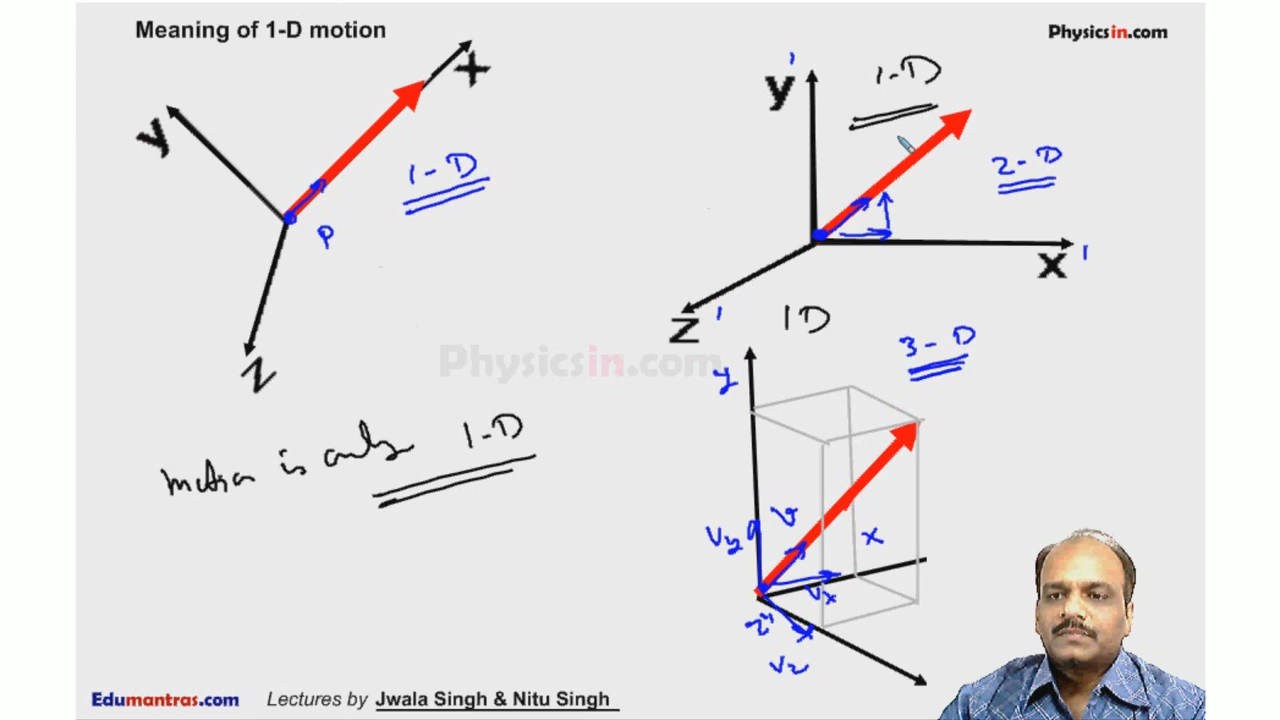 Meaning of 1-D motion
Physicsin.com
X
y
1-D
P
Z
y'
1-D
2-D
X'
Z'
1D
3-D
Physicsin.com
y
motion is only 1-D
v
Vy
x
Vx
z"
Vz
Edumantras.com
Lectures by Jwala Singh & Nitu Singh